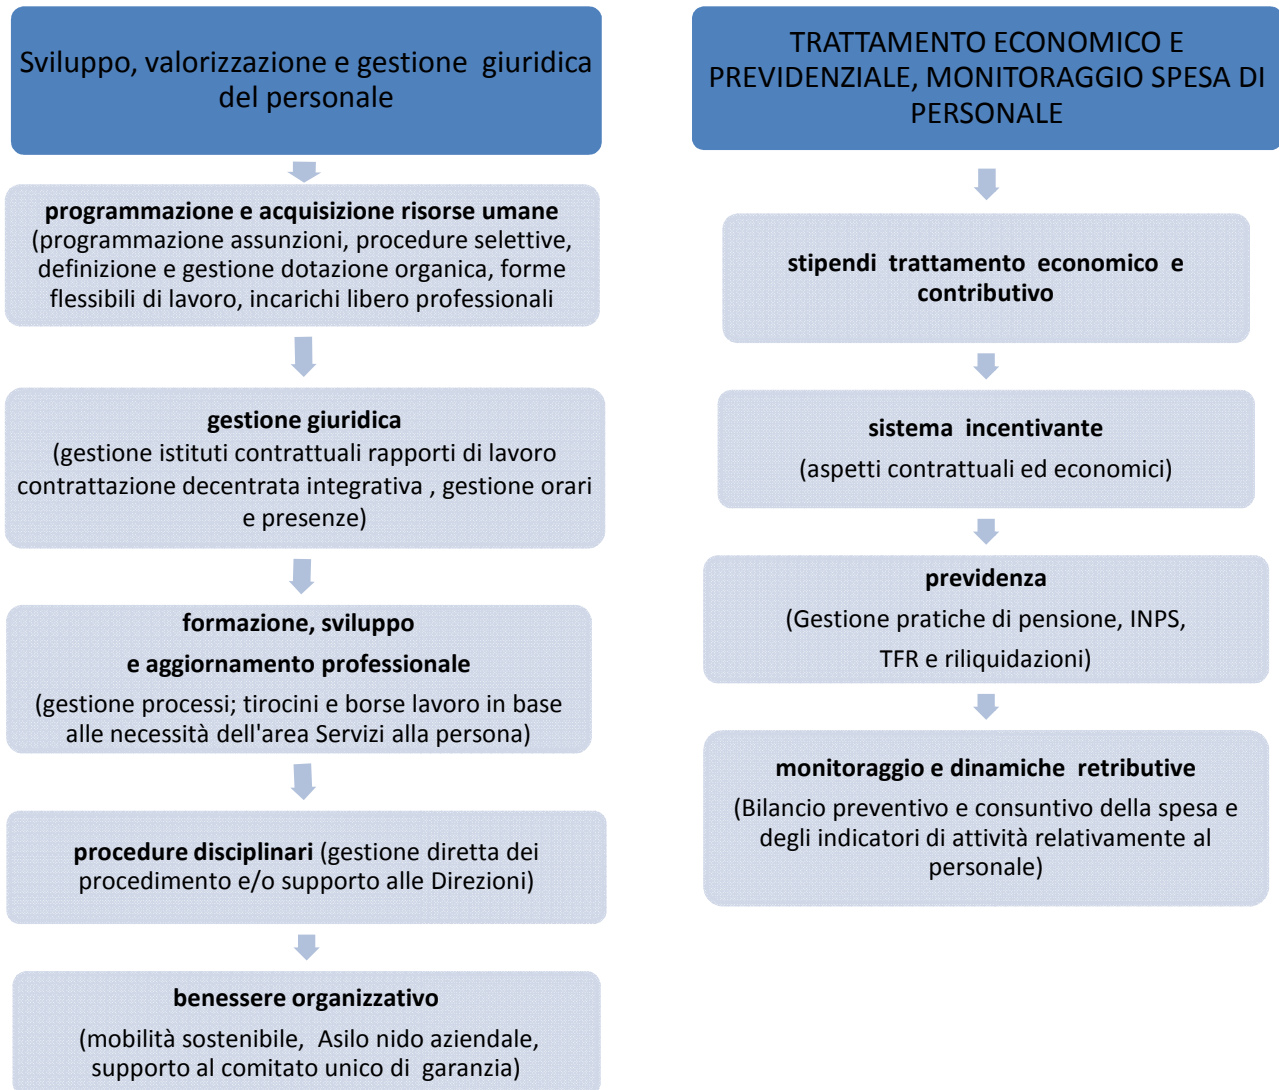 Sviluppo, valorizzazione e gestione giuridica
del personale
programmazione e acquisizione risorse umane
(programmazione assunzioni, procedure selettive,
definizione e gestione dotazione organica, forme
flessibili di lavoro, incarichi libero professionali
gestione giuridica
(gestione istituti contrattuali rapporti di lavoro
contrattazione decentrata integrativa , gestione orari
e presenze)
formazione, sviluppo
e aggiornamento professionale
(gestione processi; tirocini e borse lavoro in base
alle necessità dell'area Servizi alla persona)
procedure disciplinari (gestione diretta dei
procedimento e/o supporto alle Direzioni)
benessere organizzativo
(mobilità sostenibile, Asilo nido aziendale,
supporto al comitato unico di garanzia)
TRATTAMENTO ECONOMICO E
PREVIDENZIALE, MONITORAGGIO SPESA DI
PERSONALE
stipendi trattamento economico e
contributivo
sistema incentivante
(aspetti contrattuali ed economici)
previdenza
(Gestione pratiche di pensione, INPS,
TFR e riliquidazioni)
monitoraggio e dinamiche retributive
(Bilancio preventivo e consuntivo della spesa e
degli indicatori di attività relativamente al
personale)